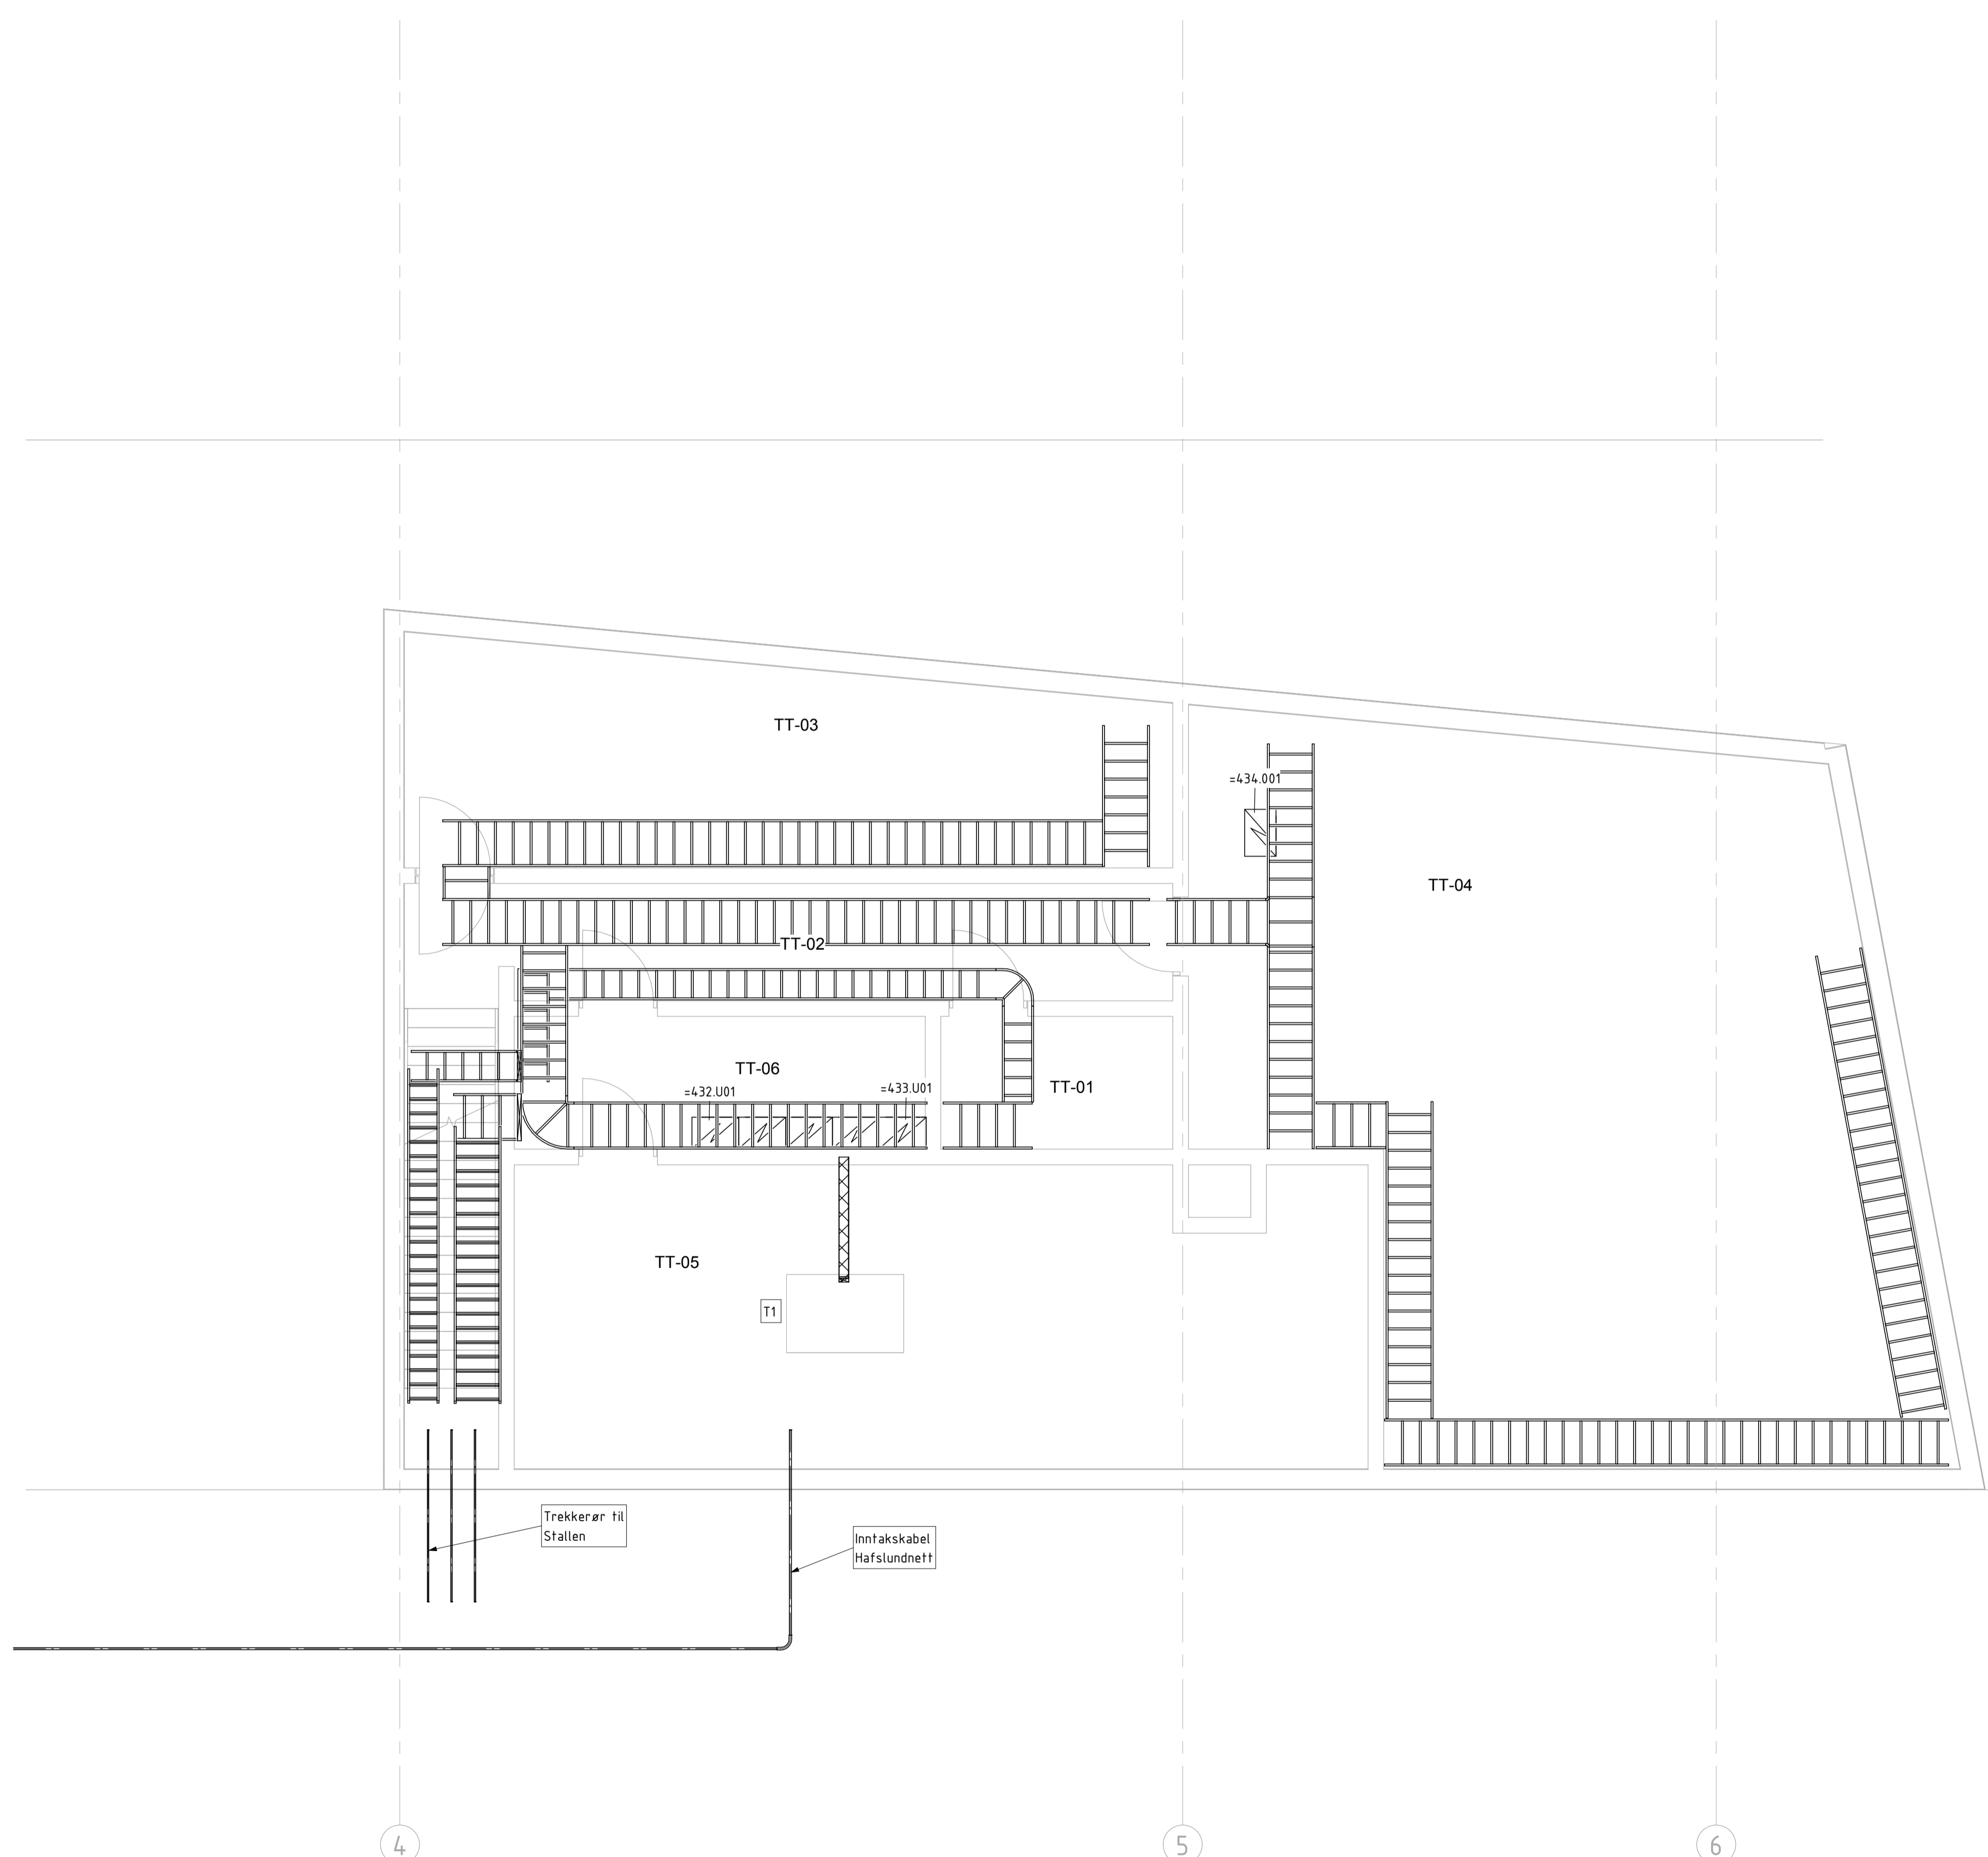 TT-03
=434.001
TT-04
TT-02
TT-06
TT-01
=432.U01
=433.U01
TT-05
T1
Trekkerør til
Stallen
Inntakskabel
Hafslundnett
4
5
6